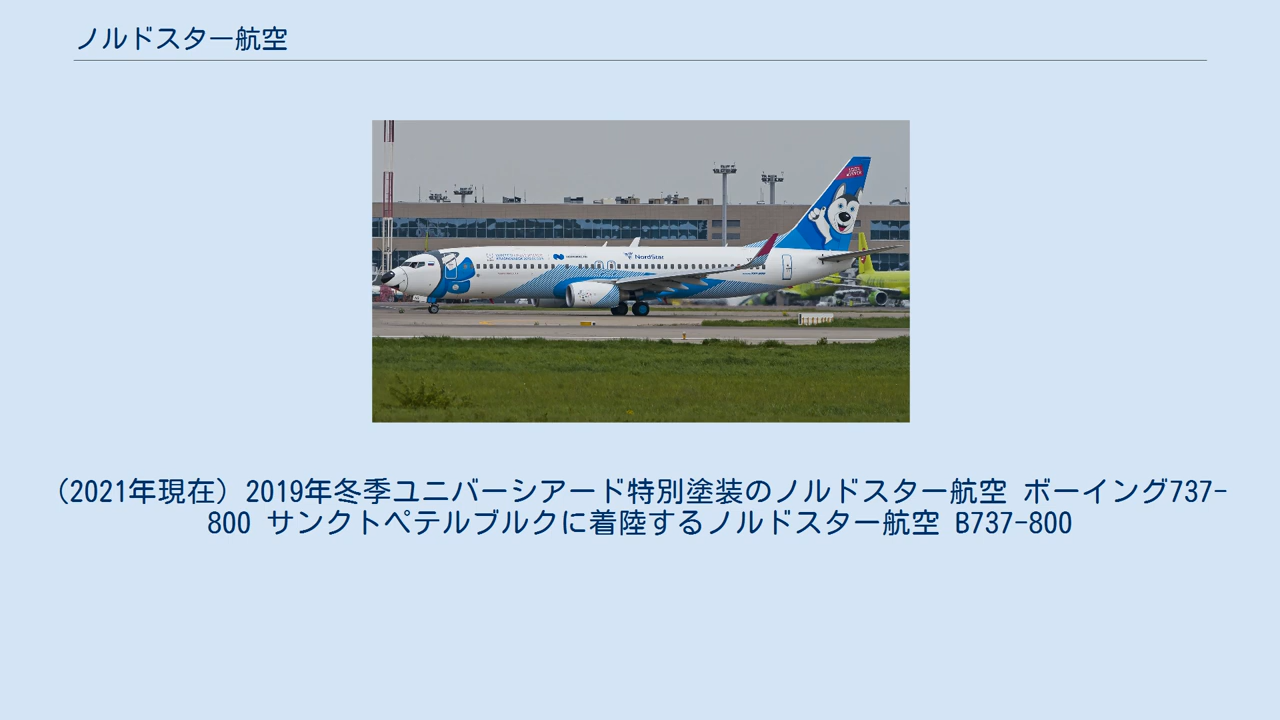 ノルドスター航空
NordStar
（2021年現在）2019年冬季ユニバーシアード特別塗装のノルドスター航空 ボーイング737-
800 サンクトペテルブルクに着陸するノルドスター航空 B737-800